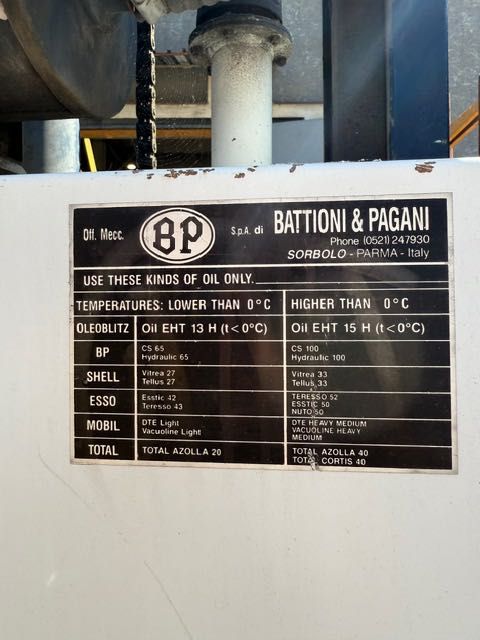 Off. Mecc. BP S.p.A. di BATTIONI & PAGANI
Phone (0521) 247930
SORBOLO - PARMA - Italy
USE THESE KINDS OF OIL ONLY.
TEMPERATURES: LOWER THAN 0°C HIGHER THAN 0°C
OLEOBLITZ Oil EHT 13 H (t<0°C) Oil EHT 15 H (t<0°C)
BP CS 65 CS 100
Hydraulic 65 Hydraulic 100
SHELL Vitrea 27 Vitrea 33
Tellus 27 Tellus 33
ESSO Esstic 42 TERESSO 52
Teresso 43 ESSTIC 50
NUTO 50
MOBIL DTE Light DTE HEAVY MEDIUM
Vacuoline Light VACUOLINE HEAVY
MEDIUM
TOTAL TOTAL AZOLLA 20 TOTAL AZOLLA 40
TOTAL CORTIS 40